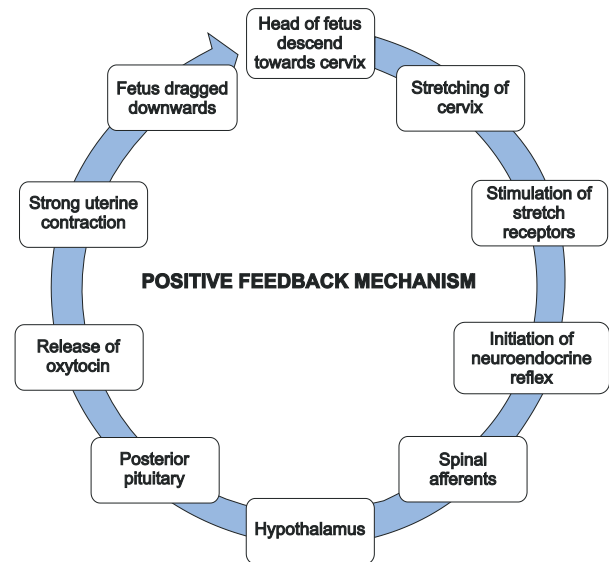 Head of fetus
descend
towards cervix
Stretching of
cervix
Stimulation of
stretch
receptors
Initiation of
neuroendocrine
reflex
Spinal
afferents
Hypothalamus
Posterior
pituitary
Release of
oxytocin
Strong uterine
contraction
Fetus dragged
downwards
POSITIVE FEEDBACK MECHANISM